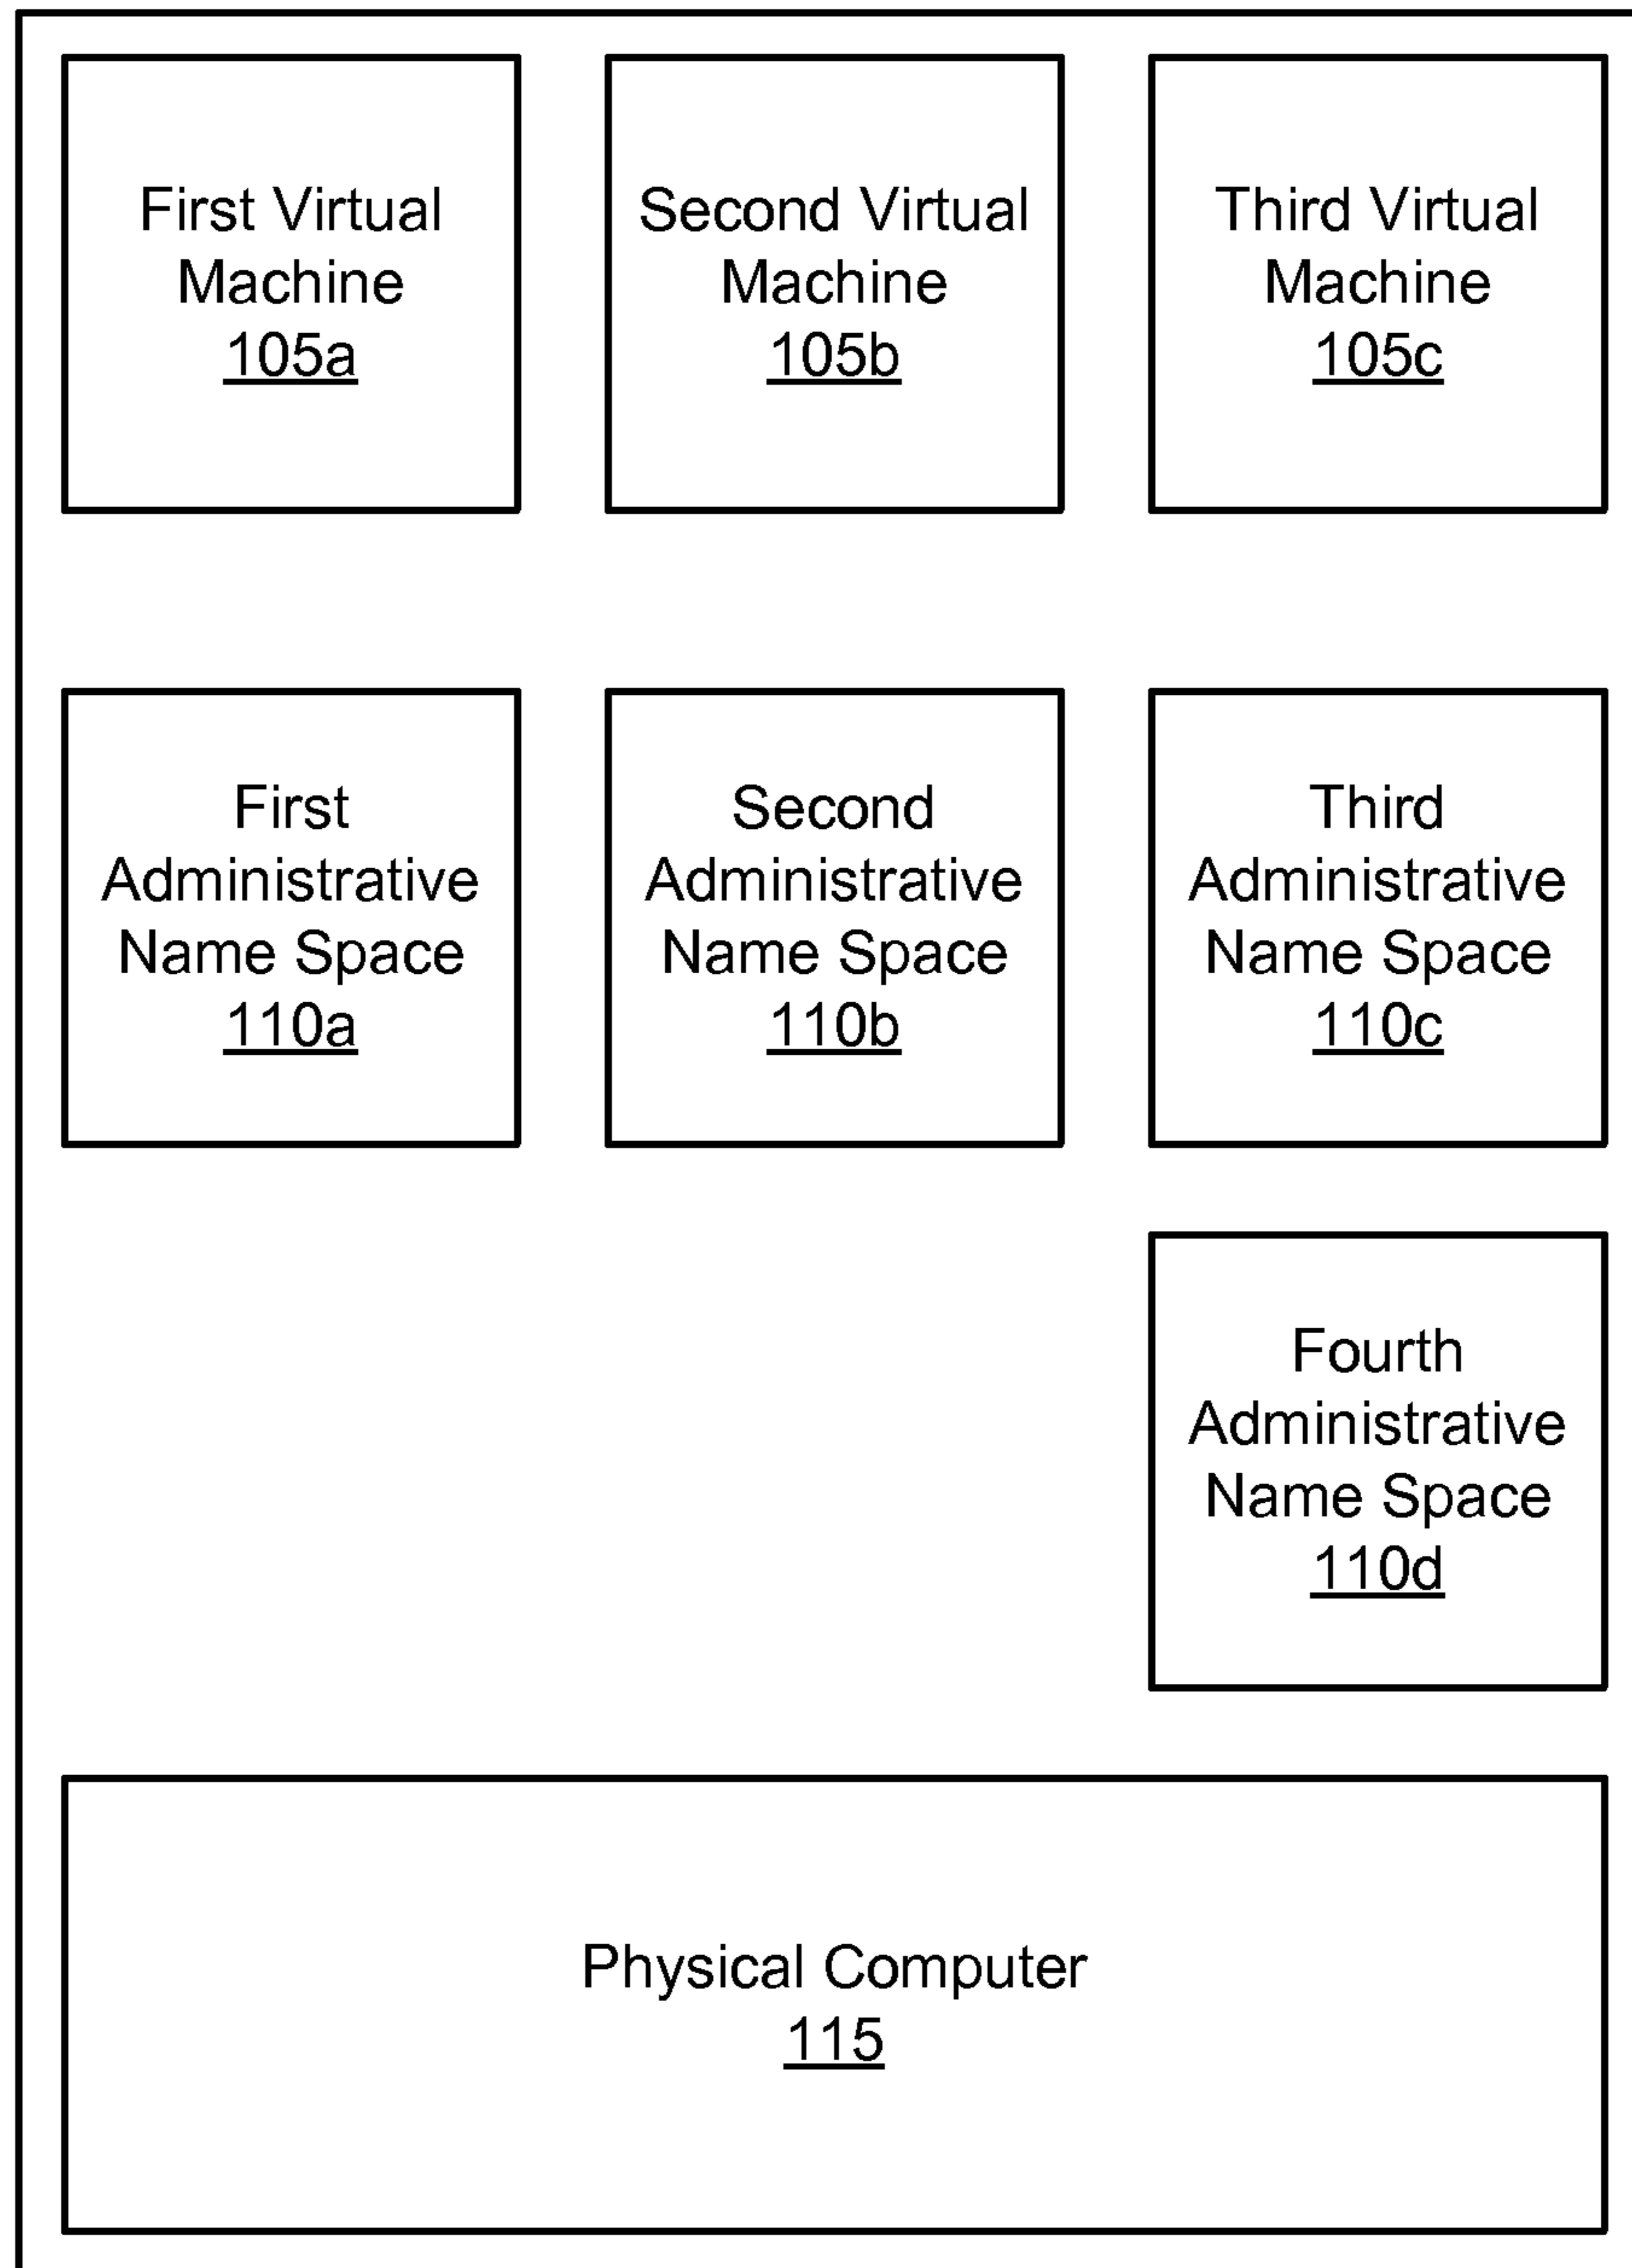 First Virtual
Machine
105a
Second Virtual
Machine
105b
Third Virtual
Machine
105c
First
Administrative
Name Space
110a
Second
Administrative
Name Space
110b
Third
Administrative
Name Space
110c
Fourth
Administrative
Name Space
110d
Physical Computer
115